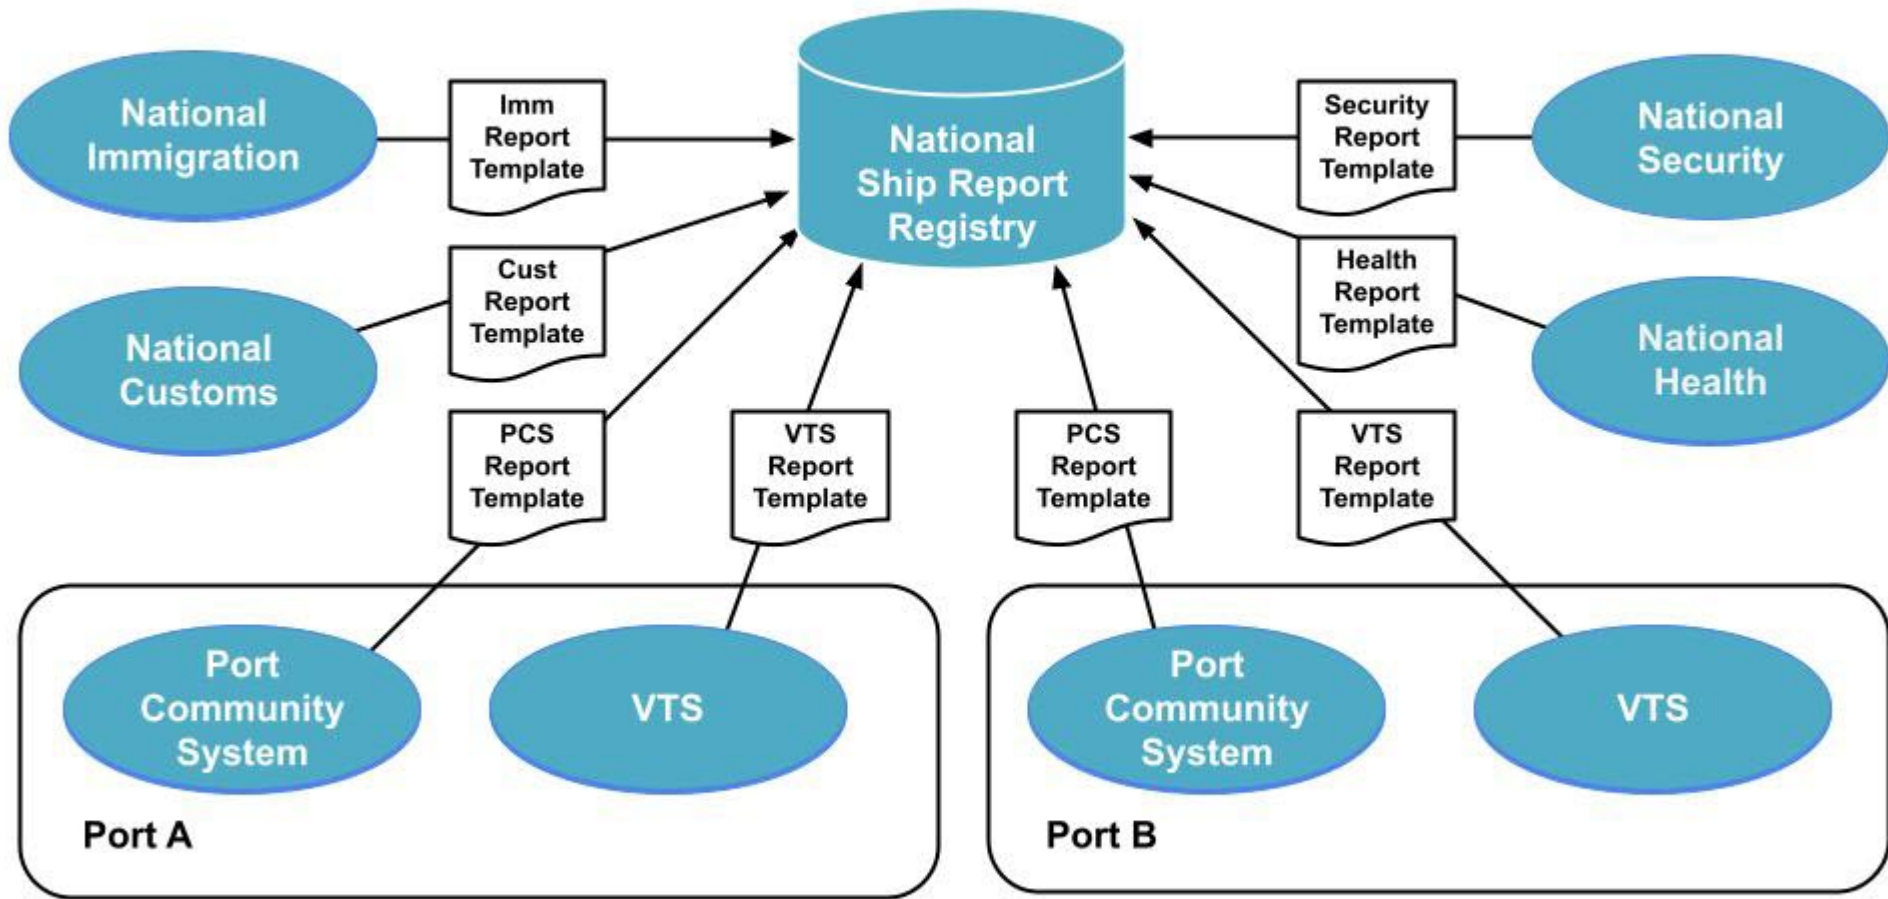 National
Immigration
Imm
Report
Template
National
Ship Report
Registry
Security
Report
Template
National
Security
National
Customs
Cust
Report
Template
Health
Report
Template
National
Health
PCS
Report
Template
VTS
Report
Template
PCS
Report
Template
VTS
Report
Template
Port
Community
System
VTS
Port A
Port
Community
System
VTS
Port B